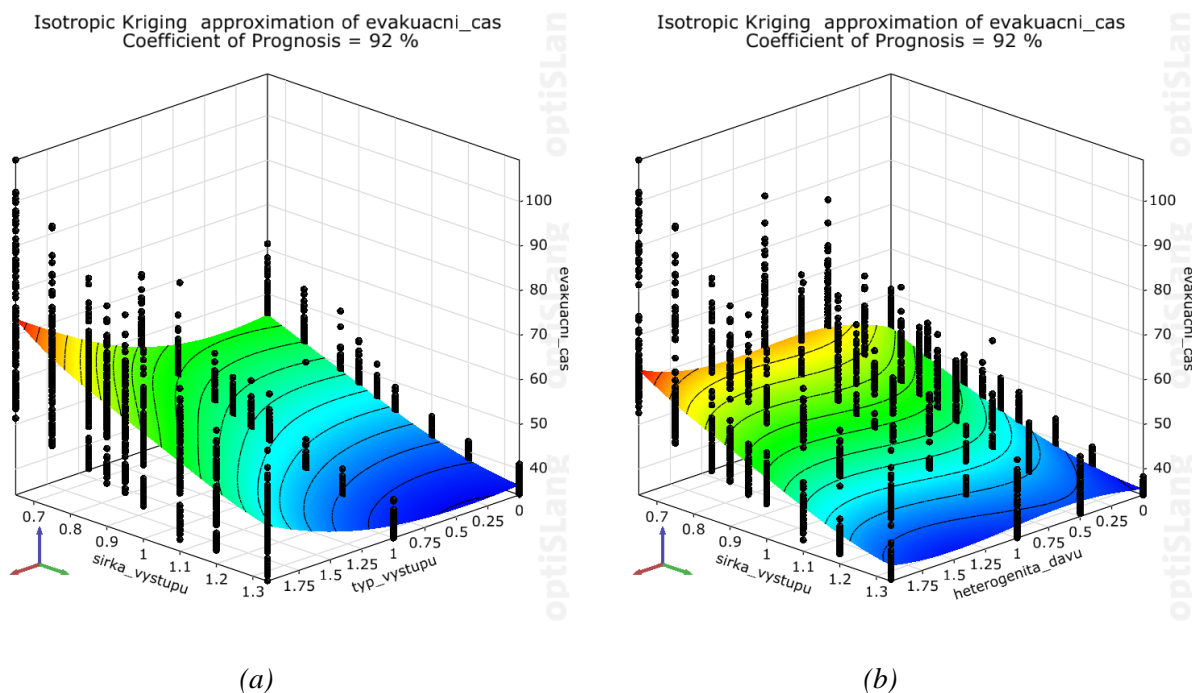 Isotropic Kriging approximation of evakuacni_cas
Coefficient of Prognosis = 92 %
optiSLan
optiSLang
optiSLang
100
90
80
70
60
50
40
evakuacni_cas
0.7
0.8
0.9
1
1.1
1.2
1.3
sirka_vystupu
1.75
1.5
1.25
1
0.75
0.5
0.25
0
typ_vystupu
(a)
Isotropic Kriging approximation of evakuacni_cas
Coefficient of Prognosis = 92 %
optiSLan
optiSLang
optiSLang
100
90
80
70
60
50
40
evakuacni_cas
0.7
0.8
0.9
1
1.1
1.2
1.3
sirka_vystupu
1.75
1.5
1.25
1
0.75
0.5
0.25
0
heterogenita_davu
(b)